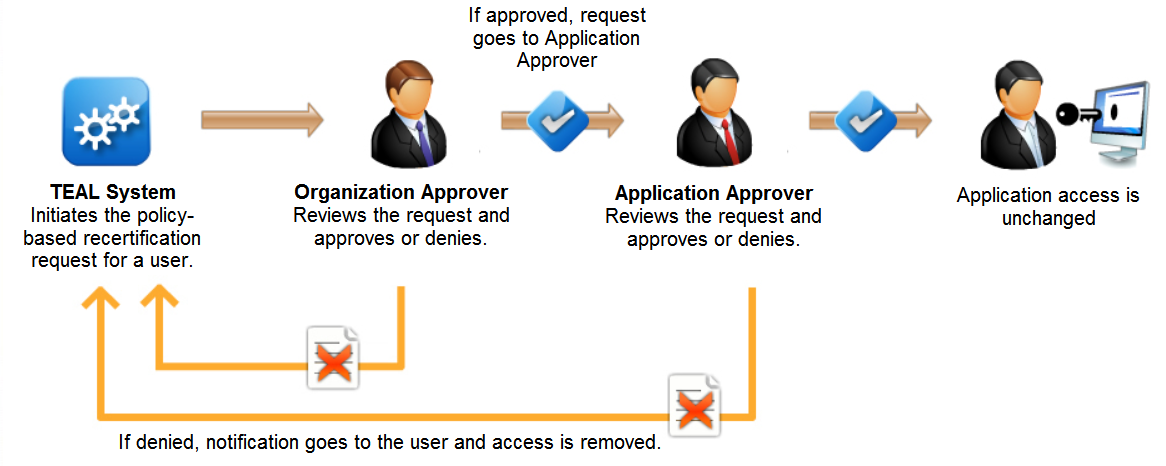 If approved, request
goes to Application
Approver
TEAL System
Initiates the policy-
based recertification
request for a user.
Organization Approver
Reviews the request and
approves or denies.
Application Approver
Reviews the request and
approves or denies.
Application access is
unchanged
If denied, notification goes to the user and access is removed.